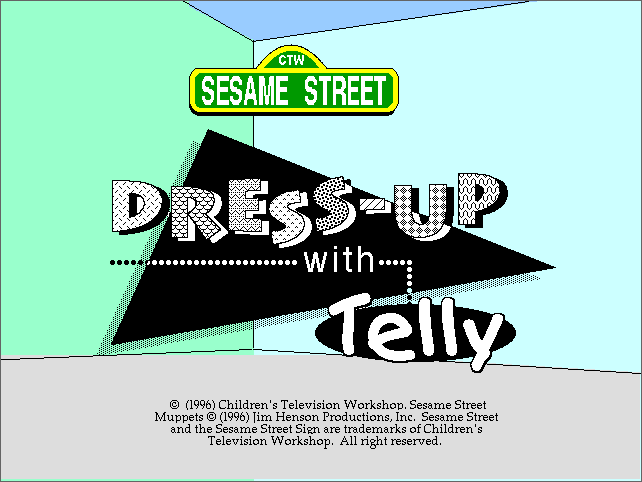 CTW
SESAME STREET
DRESS-UP
with
Telly
© (1996) Children's Television Workshop. Sesame Street
Muppets © (1996) Jim Henson Productions, Inc.  Sesame Street
and the Sesame Street Sign are trademarks of Children's
Television Workshop.  All right reserved.